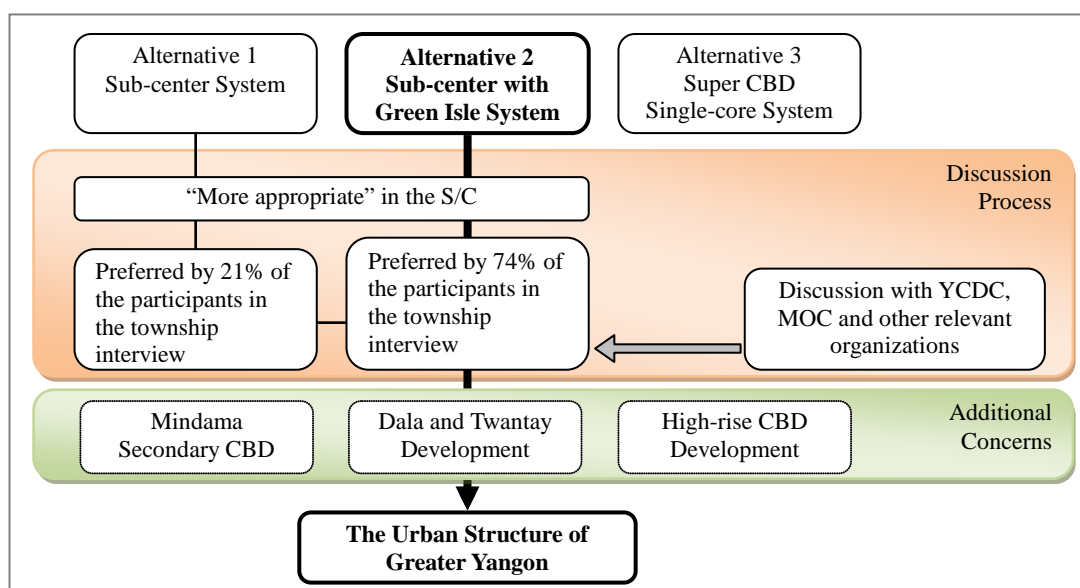 Alternative 1
Sub-center System
Alternative 2
Sub-center with
Green Isle System
Alternative 3
Super CBD
Single-core System
Discussion
Process
“More appropriate” in the S/C
Preferred by 21% of
the participants in
the township
interview
Preferred by 74% of
the participants in
the township
interview
Discussion with YCDC,
MOC and other relevant
organizations
Additional
Concerns
Mindama
Secondary CBD
Dala and Twantay
Development
High-rise CBD
Development
The Urban Structure of
Greater Yangon